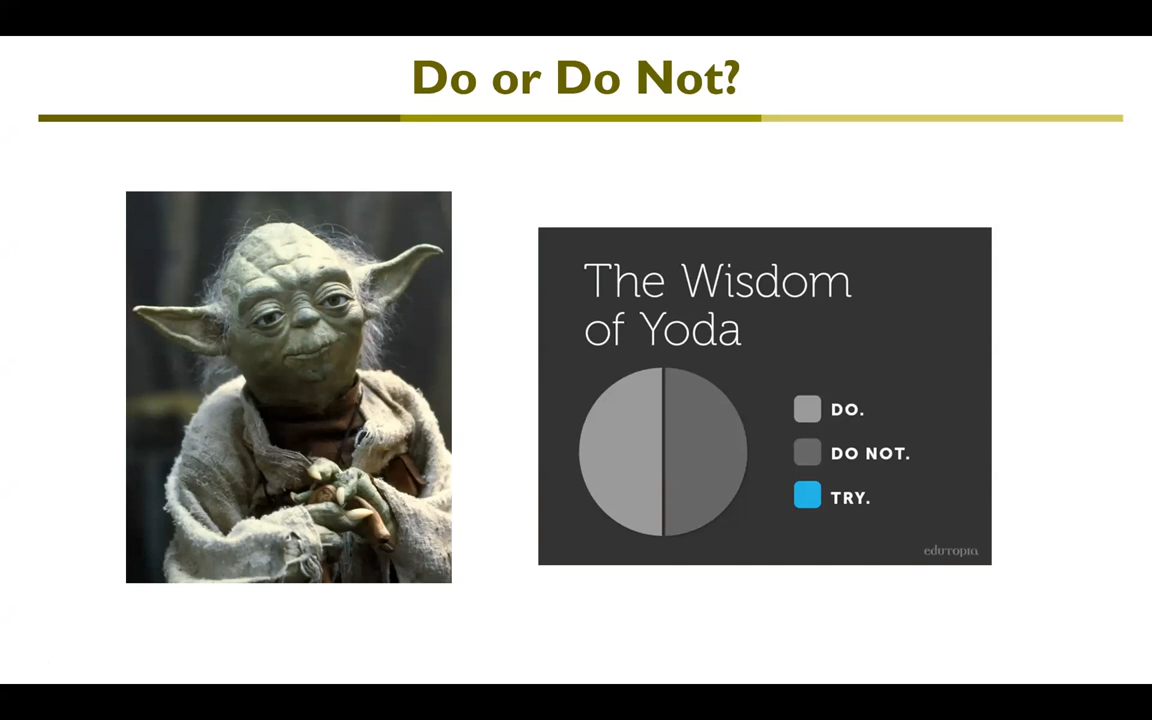 Do or Do Not?
The Wisdom
of Yoda
DO.
DO NOT.
TRY.
edutopia